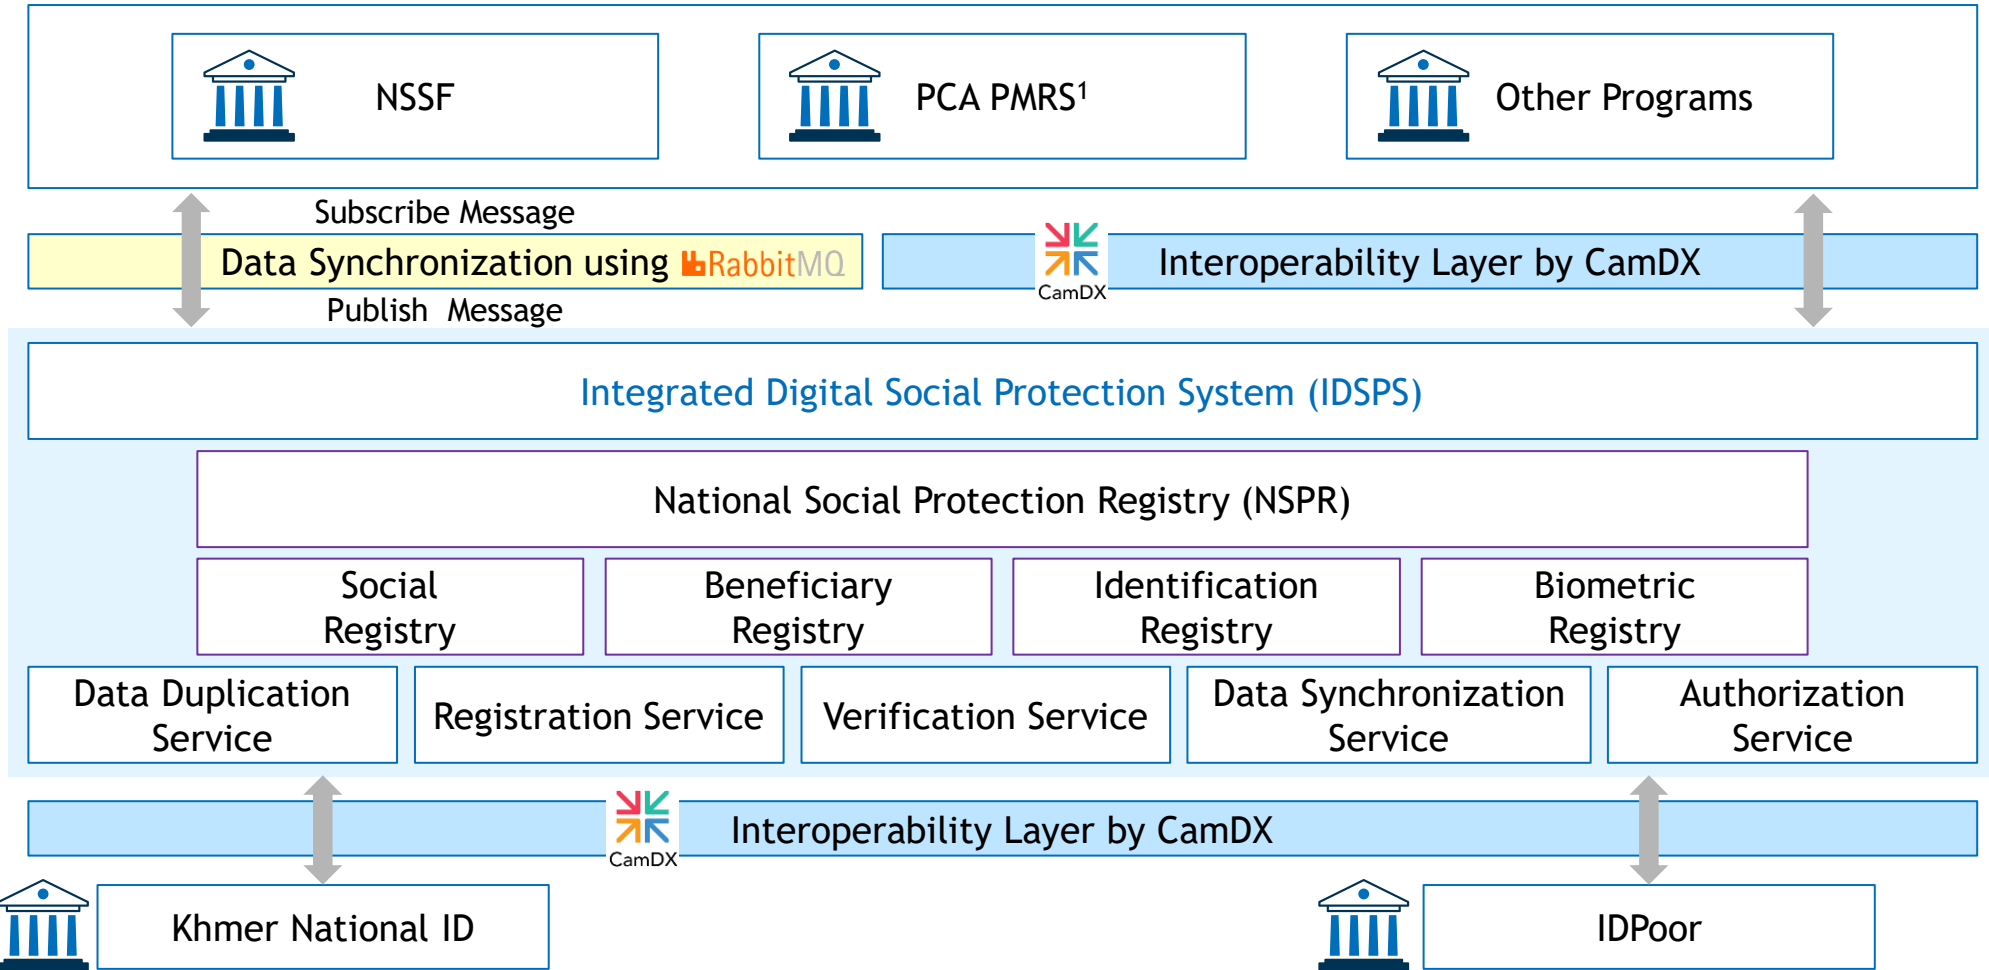 NSSF
PCA PMRS¹
Other Programs
Subscribe Message
Data Synchronization using RabbitMQ
CamDX
Interoperability Layer by CamDX
Publish Message
Integrated Digital Social Protection System (IDSPS)
National Social Protection Registry (NSPR)
Social
Registry
Beneficiary
Registry
Identification
Registry
Biometric
Registry
Data Duplication
Service
Registration Service
Verification Service
Data Synchronization
Service
Authorization
Service
CamDX
Interoperability Layer by CamDX
Khmer National ID
IDPoor